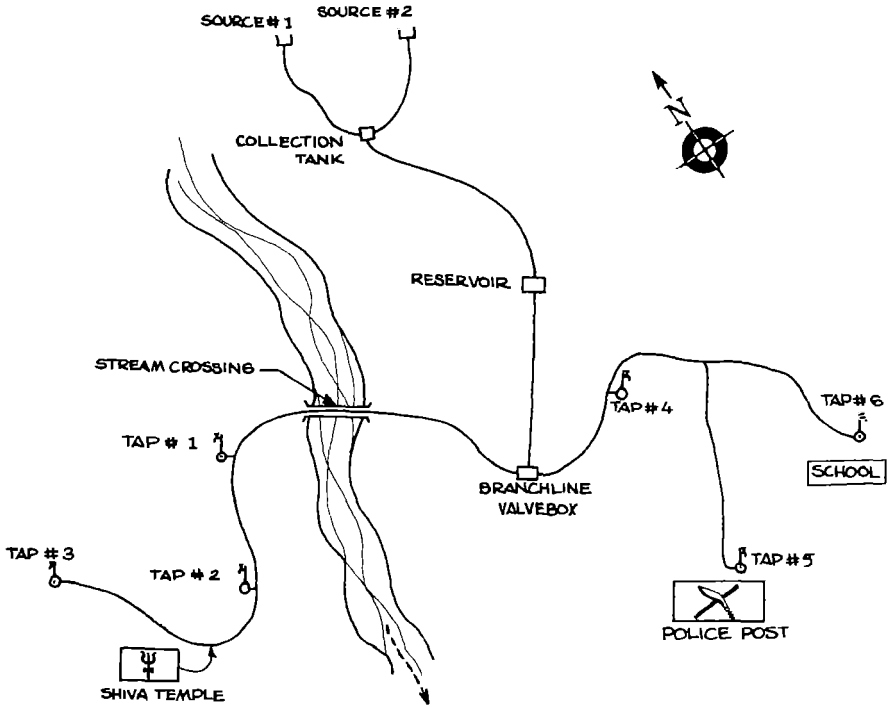 SOURCE #1
SOURCE #2
COLLECTION
TANK
N
RESERVOIR
STREAM CROSSING
TAP #4
TAP #6
TAP # 1
SCHOOL
BRANCHLINE
VALVEBOX
TAP #3
TAP #2
TAP #5
POLICE POST
SHIVA TEMPLE